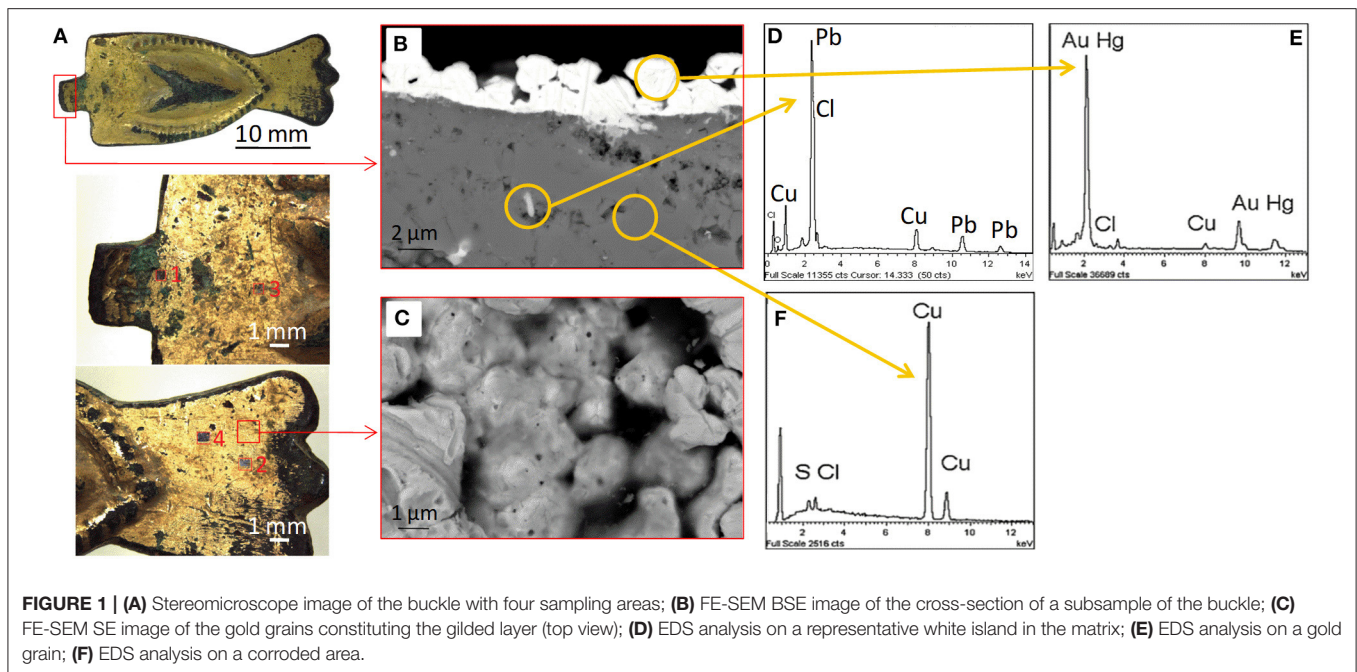 A
10 mm
1
3
1 mm
4
2
1 mm
B
2 μm
C
1 μm
D
Pb
Cl
Cu
Cl
O
Cu
Pb
Pb
0 2 4 6 8 10 12 14
Full Scale 11355 cts Cursor: 14.333 (50 cts) keV
E
Au Hg
Cl
Cu
Au Hg
2 4 6 8 10 12
Full Scale 36689 cts keV
F
Cu
S Cl
Cu
2 4 6 8 10 12
Full Scale 2516 cts keV
FIGURE 1 | (A) Stereomicroscope image of the buckle with four sampling areas; (B) FE-SEM BSE image of the cross-section of a subsample of the buckle; (C)
FE-SEM SE image of the gold grains constituting the gilded layer (top view); (D) EDS analysis on a representative white island in the matrix; (E) EDS analysis on a gold
grain; (F) EDS analysis on a corroded area.